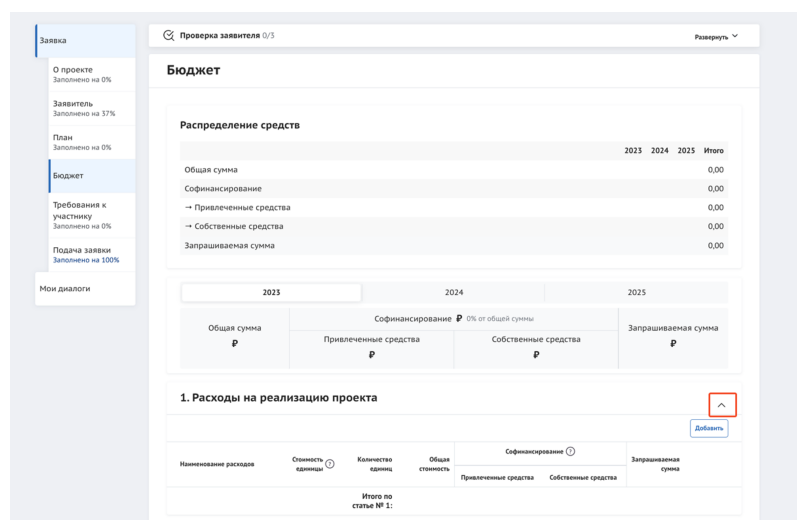 Заявка
О проекте
Заполнено на 0%
Заявитель
Заполнено на 37%
План
Заполнено на 0%
Бюджет
Требования к
участнику
Заполнено на 0%
Подача заявки
Заполнено на 100%
Мои диалоги
Проверка заявителя 0/3
Развернуть
Бюджет
Распределение средств
2023 2024 2025 Итого
Общая сумма 0,00
Софинансирование 0,00
→ Привлеченные средства 0,00
→ Собственные средства 0,00
Запрашиваемая сумма 0,00
2023 2024 2025
Общая сумма
₽
Софинансирование ₽ 0% от общей суммы
Привлеченные средства
₽
Собственные средства
₽
Запрашиваемая сумма
₽
1. Расходы на реализацию проекта
Добавить
Наименование расходов
Стоимость
единицы ?
Количество
единиц
Общая
стоимость
Софинансирование ?
Привлеченные средства Собственные средства
Запрашиваемая
сумма
Итого по
статье № 1: